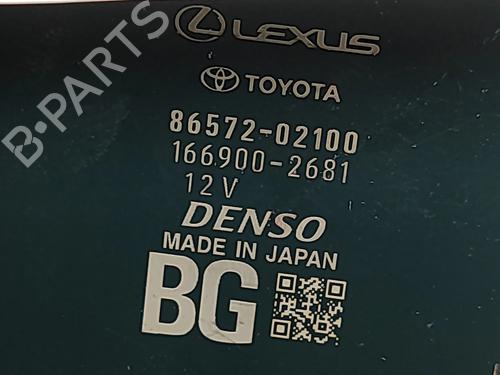 LEXUS
TOYOTA
86572-02100
166900-2681
12V
DENSO
MADE IN JAPAN
BG
B-PARTS